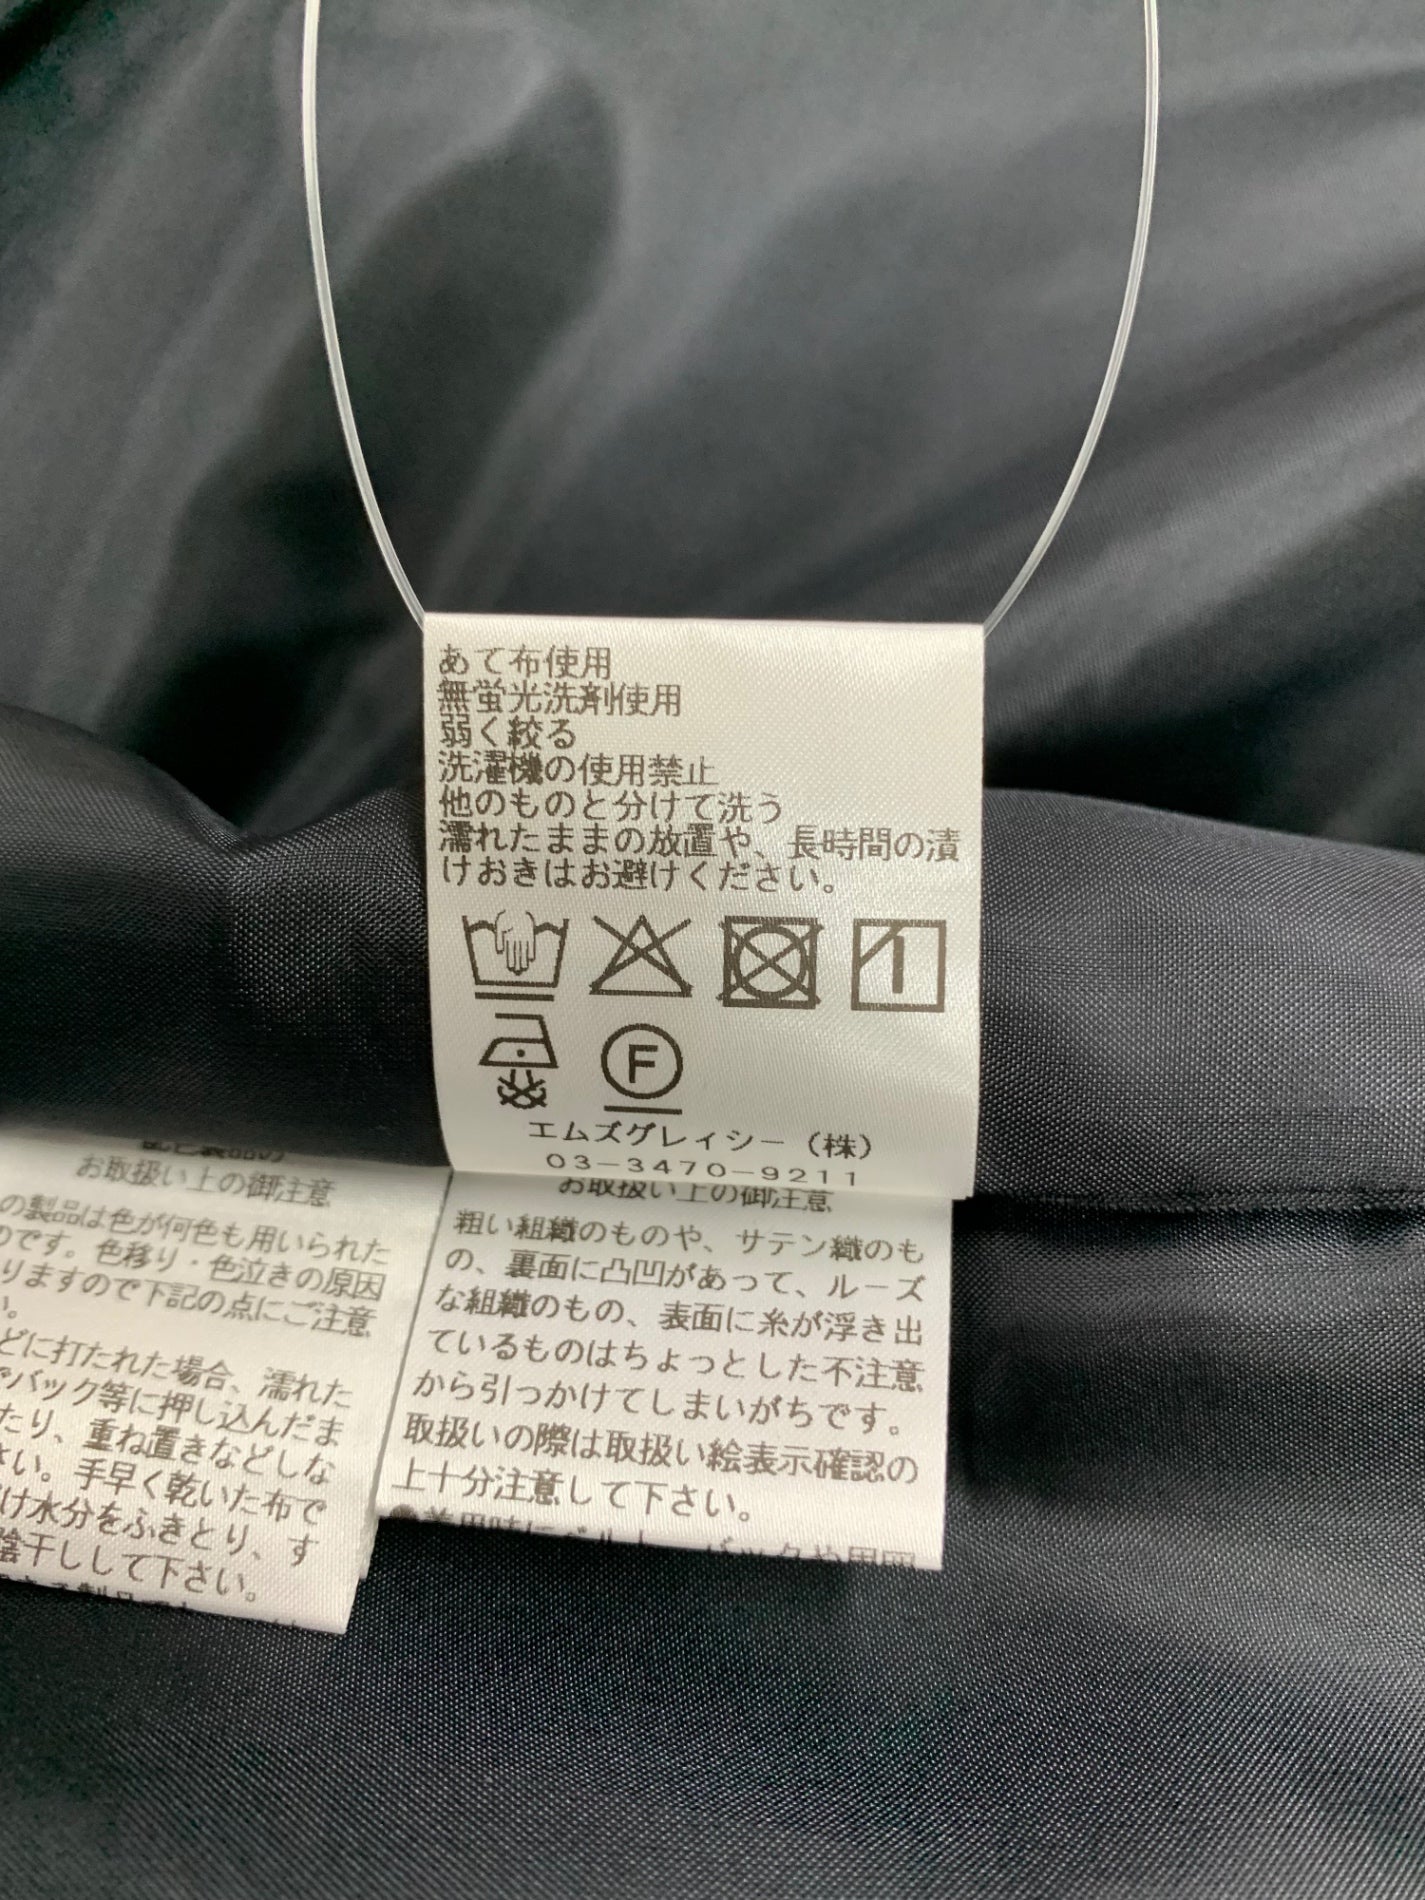 あて布使用
無蛍光洗剤使用
弱く絞る
洗濯機の使用禁止
他のものと分けて洗う
濡れたままの放置や、長時間の漬
けおきはお避けください。
F
エムズグレィシー（株）
03-3470-9211
お取扱い上の御注意
の製品は色が何色も用いられた
のです。色移り・色泣きの原因
りますので下記の点にご注意
い。
どに打たれた場合、濡れた
でバック等に押し込んだま
たり、重ね置きなどしな
さい。手早く乾いた布で
け水分をふきとり、す
陰干しして下さい。
お取扱い上の御注意
粗い組織のものや、サテン織のも
の、裏面に凸凹があって、ルーズ
な組織のもの、表面に糸が浮き出
ているものはちょっとした不注意
から引っかけてしまいがちです。
取扱いの際は取扱い絵表示確認の
上十分注意して下さい。